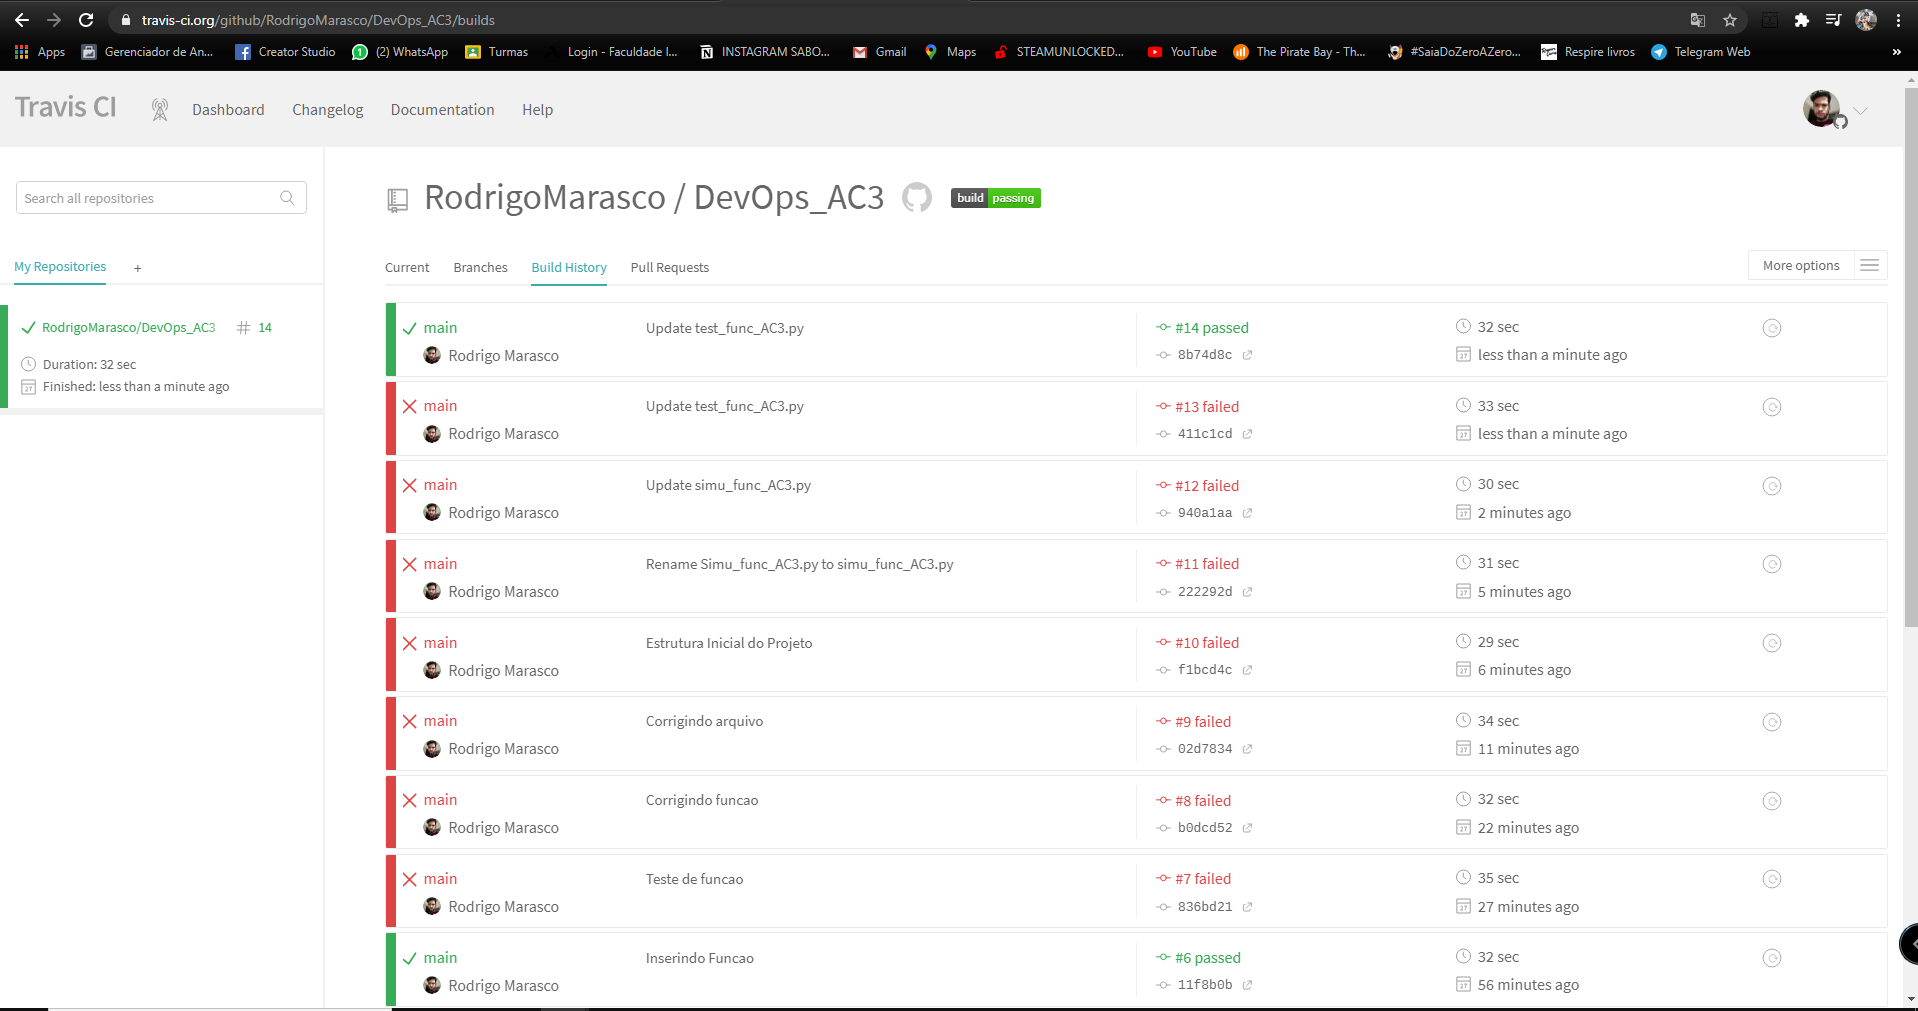 travis-ci.org/github/RodrigoMarasco/DevOps_AC3/builds
Apps Gerenciador de An... Creator Studio (2) WhatsApp Turmas Login - Faculdade I... INSTAGRAM SABO... Gmail Maps STEAMUNLOCKED... YouTube The Pirate Bay - Th... #SaiaDoZeroAZero... Respire livros Telegram Web »
Travis CI Dashboard Changelog Documentation Help
Search all repositories
My Repositories +
RodrigoMarasco/DevOps_AC3 # 14
Duration: 32 sec
Finished: less than a minute ago
RodrigoMarasco / DevOps_AC3 build passing
Current Branches Build History Pull Requests More options
main Update test_func_AC3.py #14 passed 32 sec
Rodrigo Marasco 8b74d8c less than a minute ago
main Update test_func_AC3.py #13 failed 33 sec
Rodrigo Marasco 411c1cd less than a minute ago
main Update simu_func_AC3.py #12 failed 30 sec
Rodrigo Marasco 940a1aa 2 minutes ago
main Rename Simu_func_AC3.py to simu_func_AC3.py #11 failed 31 sec
Rodrigo Marasco 222292d 5 minutes ago
main Estrutura Inicial do Projeto #10 failed 29 sec
Rodrigo Marasco f1bcd4c 6 minutes ago
main Corrigindo arquivo #9 failed 34 sec
Rodrigo Marasco 02d7834 11 minutes ago
main Corrigindo funcao #8 failed 32 sec
Rodrigo Marasco b0dcd52 22 minutes ago
main Teste de funcao #7 failed 35 sec
Rodrigo Marasco 836bd21 27 minutes ago
main Inserindo Funcao #6 passed 32 sec
Rodrigo Marasco 11f8b0b 56 minutes ago